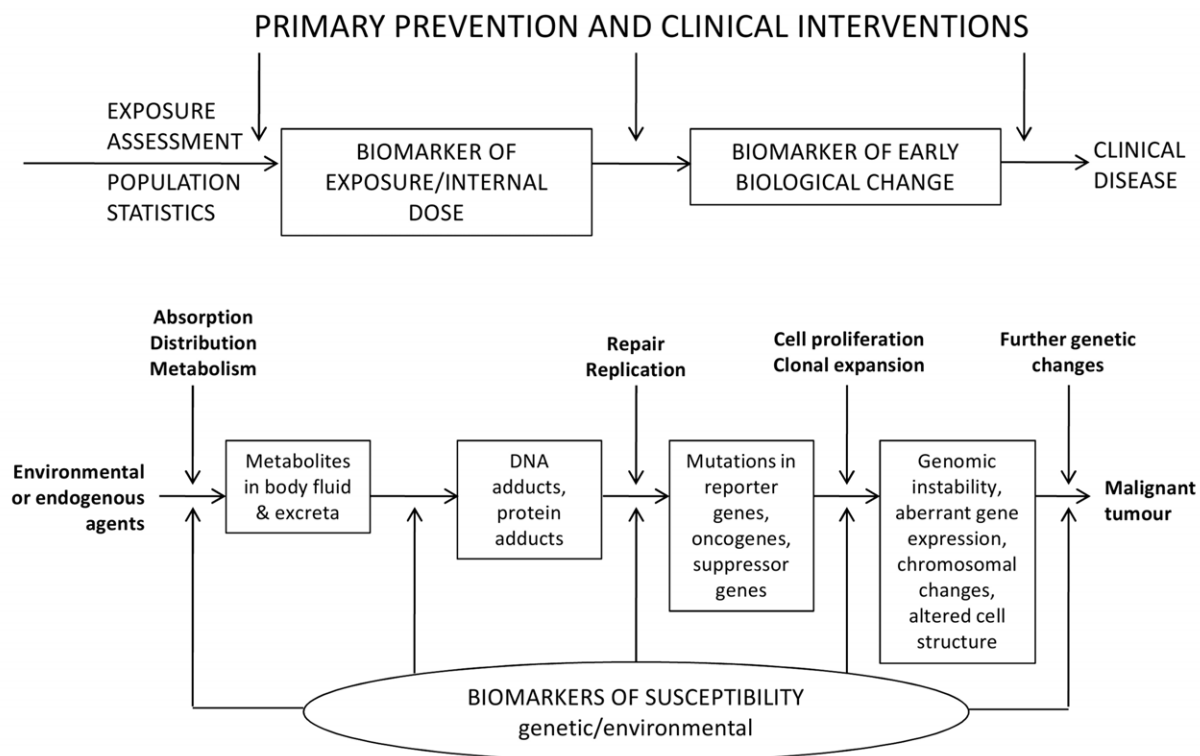 PRIMARY PREVENTION AND CLINICAL INTERVENTIONS
EXPOSURE
ASSESSMENT
POPULATION
STATISTICS
BIOMARKER OF
EXPOSURE/INTERNAL
DOSE
BIOMARKER OF EARLY
BIOLOGICAL CHANGE
CLINICAL
DISEASE
Absorption
Distribution
Metabolism
Repair
Replication
Cell proliferation
Clonal expansion
Further genetic
changes
Environmental
or endogenous
agents
Metabolites
in body fluid
& excreta
DNA
adducts,
protein
adducts
Mutations in
reporter
genes,
oncogenes,
suppressor
genes
Genomic
instability,
aberrant gene
expression,
chromosomal
changes,
altered cell
structure
Malignant
tumour
BIOMARKERS OF SUSCEPTIBILITY
genetic/environmental